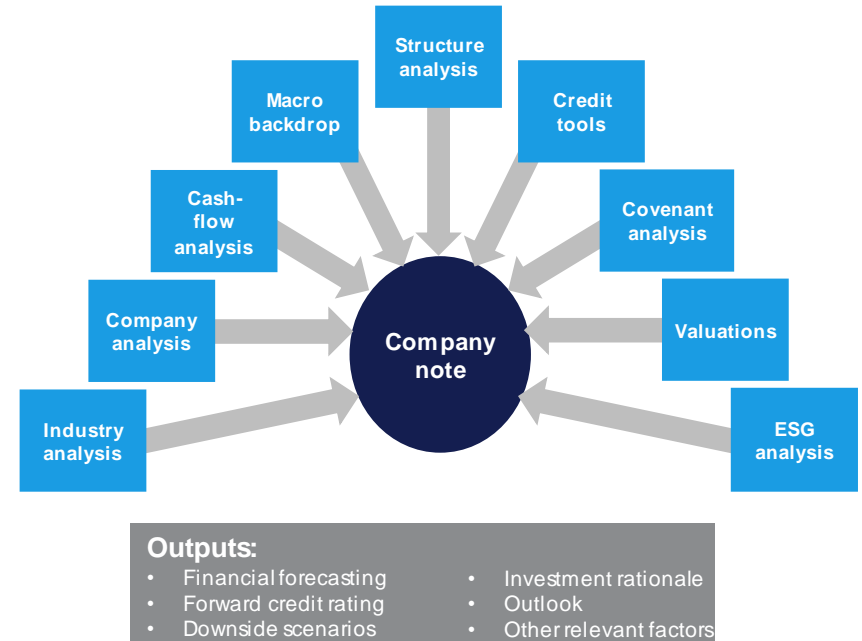 Structure
analysis
Macro
backdrop
Credit
tools
Cash-
flow
analysis
Covenant
analysis
Company
analysis
Valuations
Industry
analysis
ESG
analysis
Company
note
Outputs:
• Financial forecasting
• Forward credit rating
• Downside scenarios
• Investment rationale
• Outlook
• Other relevant factors